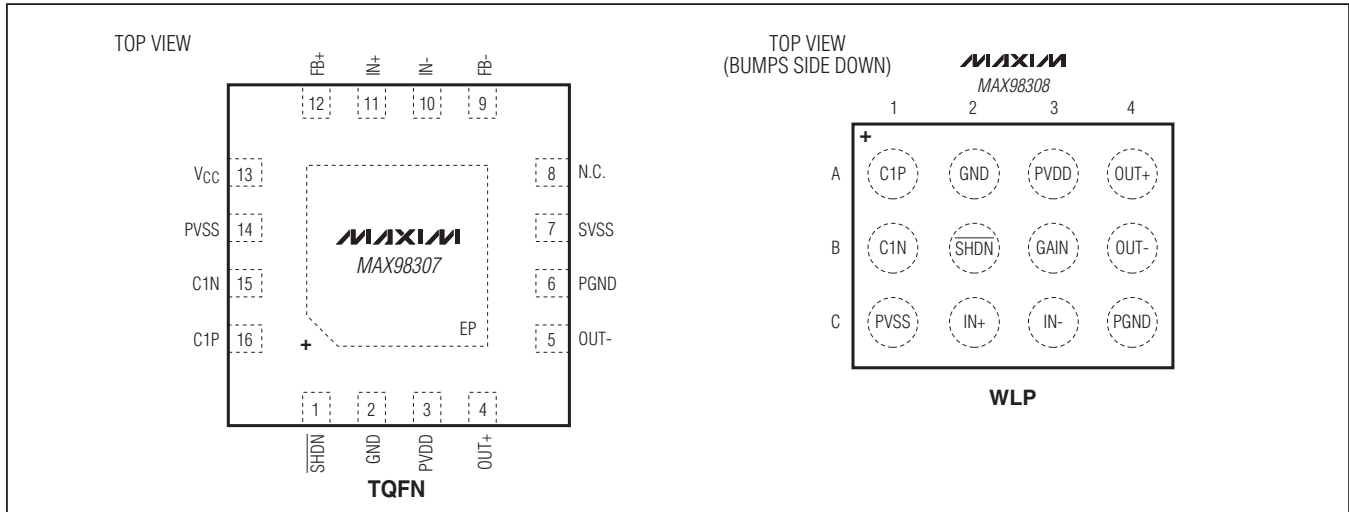 TOP VIEW
FB+
IN+
IN-
FB-
12
11
10
9
VCC 13
8 N.C.
PVSS 14
7 SVSS
C1N 15
6 PGND
C1P 16
5 OUT-
MAXIM
MAX98307
EP
+
1
2
3
4
SHDN
GND
PVDD
OUT+
TQFN
TOP VIEW
(BUMPS SIDE DOWN)
MAXIM
MAX98308
1 2 3 4
+
A C1P GND PVDD OUT+
B C1N SHDN GAIN OUT-
C PVSS IN+ IN- PGND
WLP